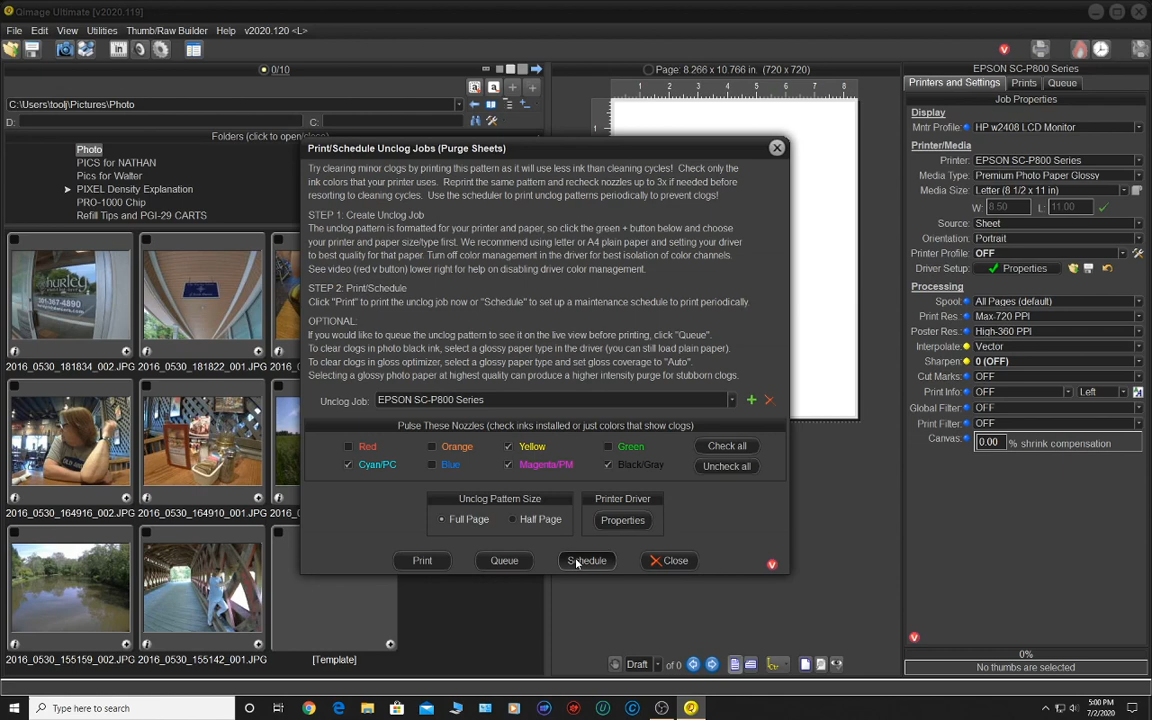 Qimage Ultimate [v2020.119]
File Edit View Utilities Thumb/Raw Builder Help v2020.120 <L>
0/10
Page: 8.266 x 10.766 in. (720 x 720)
EPSON SC-P800 Series
Printers and Settings Prints Queue
C:\Users\toolj\Pictures\Photo
D: C:
Folders (click to open/close)
Photo
PICS for NATHAN
Pics for Walter
PIXEL Density Explanation
PRO-1000 Chip
Refill Tips and PGI-29 CARTS
1 2 3 4 5 6 7 8
1
Print/Schedule Unclog Jobs (Purge Sheets)
Try clearing minor clogs by printing this pattern as it will use less ink than cleaning cycles! Check only the
ink colors that your printer uses. Reprint the same pattern and recheck nozzles up to 3x if needed before
resorting to cleaning cycles. Use the scheduler to print unclog patterns periodically to prevent clogs!
STEP 1: Create Unclog Job
The unclog pattern is formatted for your printer and paper, so click the green + button below and choose
your printer and paper size/type first. We recommend using letter or A4 plain paper and setting your driver
to best quality for that paper. Turn off color management in the driver for best isolation of color channels.
See video (red v button) lower right for help on disabling driver color management.
STEP 2: Print/Schedule
Click "Print" to print the unclog job now or "Schedule" to set up a maintenance schedule to print periodically.
OPTIONAL:
If you would like to queue the unclog pattern to see it on the live view before printing, click "Queue".
To clear clogs in photo black ink, select a glossy paper type in the driver (you can still load plain paper).
To clear clogs in gloss optimizer, select a glossy paper type and set gloss coverage to "Auto".
Selecting a glossy photo paper at highest quality can produce a higher intensity purge for stubborn clogs.
Unclog Job: EPSON SC-P800 Series
Pulse These Nozzles (check inks installed or just colors that show clogs)
Red Orange Yellow Green Check all
Cyan/PC Blue Magenta/PM Black/Gray Uncheck all
Unclog Pattern Size Printer Driver
Full Page Half Page Properties
Print Queue Schedule Close
Job Properties
Display
Mntr Profile: HP w2408 LCD Monitor
Printer/Media
Printer: EPSON SC-P800 Series
Media Type: Premium Photo Paper Glossy
Media Size: Letter (8 1/2 x 11 in)
W: 8.50 L: 11.00
Source: Sheet
Orientation: Portrait
Printer Profile: OFF
Driver Setup: Properties
Processing
Spool: All Pages (default)
Print Res.: Max-720 PPI
Poster Res.: High-360 PPI
Interpolate: Vector
Sharpen: 0 (OFF)
Cut Marks: OFF
Print Info: OFF Left
Global Filter: OFF
Print Filter: OFF
Canvas: 0.00 % shrink compensation
hurley
301-367-4890
2016_0530_181834_002.JPG 2016_0530_181822_001.JPG
2016_0530_164910_001.JPG
2016_0530_164916_002.JPG
2016_0530_155159_002.JPG 2016_0530_155142_001.JPG [Template]
Draft of 0
0%
No thumbs are selected
Type here to search
5:00 PM
7/2/2020